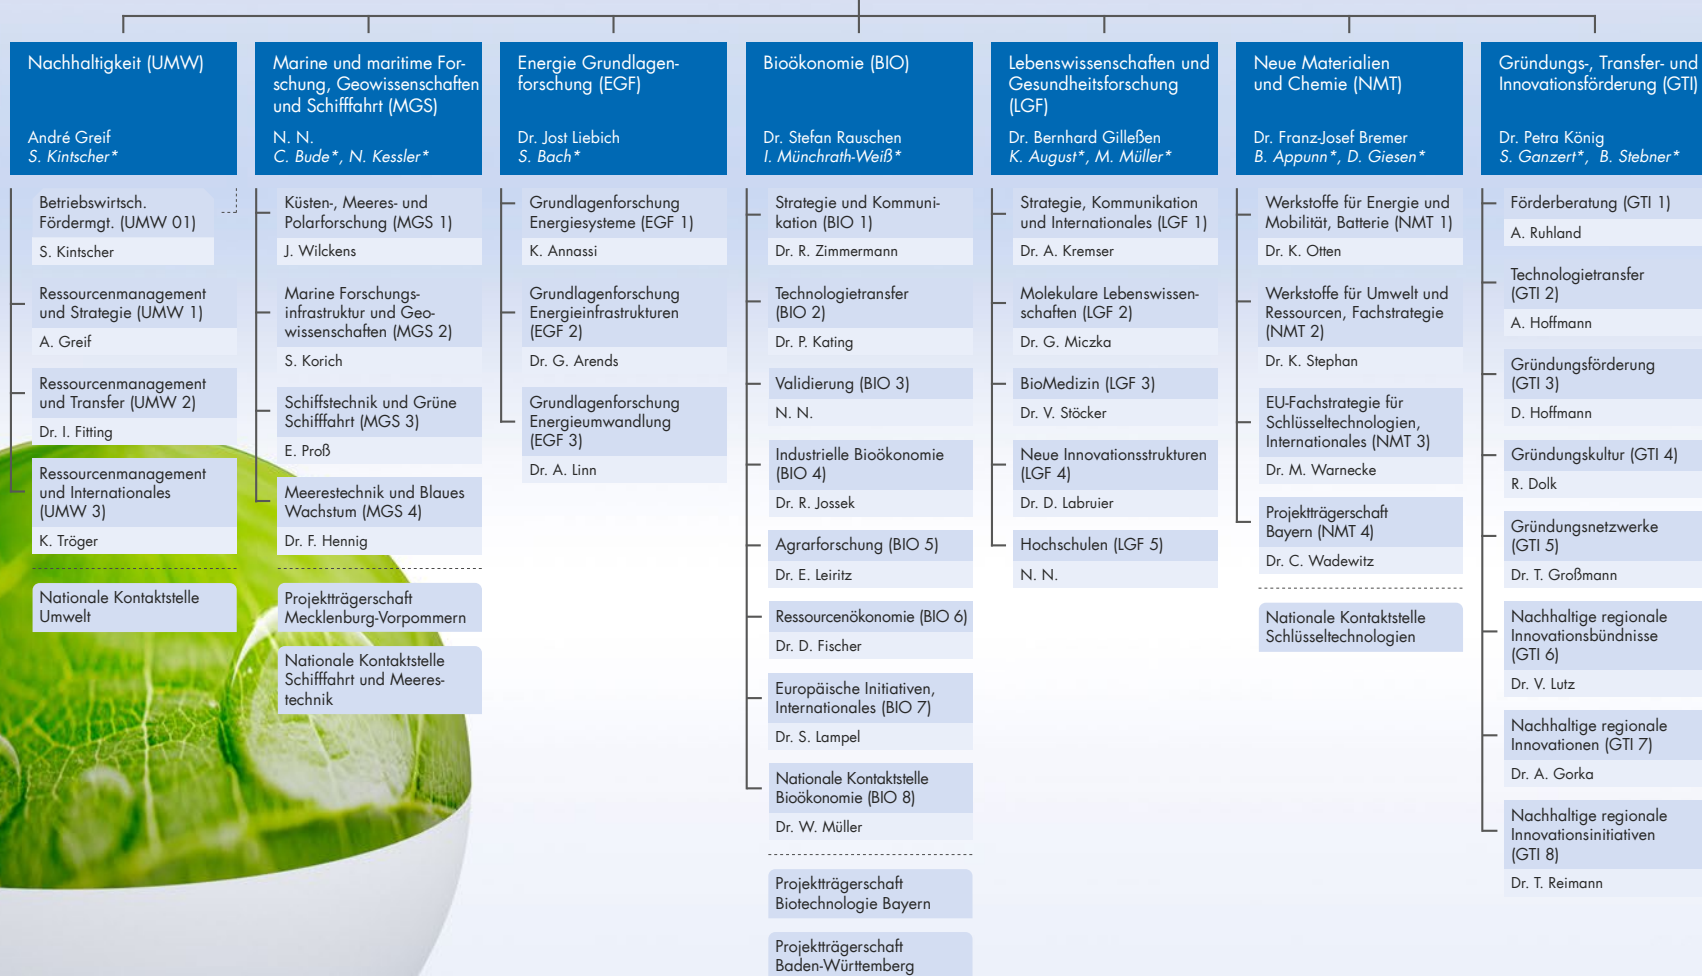 Nachhaltigkeit (UMW)
André Greif
S. Kintscher*
Betriebswirtsch.
Fördermgt. (UMW 01)
S. Kintscher
Ressourcenmanagement
und Strategie (UMW 1)
A. Greif
Ressourcenmanagement
und Transfer (UMW 2)
Dr. I. Fitting
Ressourcenmanagement
und Internationales
(UMW 3)
K. Tröger
Nationale Kontaktstelle
Umwelt
Marine und maritime For-
schung, Geowissenschaften
und Schifffahrt (MGS)
N. N.
C. Bude*, N. Kessler*
Küsten-, Meeres- und
Polarforschung (MGS 1)
J. Wilckens
Marine Forschungs-
infrastruktur und Geo-
wissenschaften (MGS 2)
S. Korich
Schiffstechnik und Grüne
Schifffahrt (MGS 3)
E. Proß
Meerestechnik und Blaues
Wachstum (MGS 4)
Dr. F. Hennig
Projektträgerschaft
Mecklenburg-Vorpommern
Nationale Kontaktstelle
Schifffahrt und Meeres-
technik
Energie Grundlagen-
forschung (EGF)
Dr. Jost Liebich
S. Bach*
Grundlagenforschung
Energiesysteme (EGF 1)
K. Annassi
Grundlagenforschung
Energieinfrastrukturen
(EGF 2)
Dr. G. Arends
Grundlagenforschung
Energieumwandlung
(EGF 3)
Dr. A. Linn
Bioökonomie (BIO)
Dr. Stefan Rauschen
I. Münchrath-Weiß*
Strategie und Kommuni-
kation (BIO 1)
Dr. R. Zimmermann
Technologietransfer
(BIO 2)
Dr. P. Kating
Validierung (BIO 3)
N. N.
Industrielle Bioökonomie
(BIO 4)
Dr. R. Jossek
Agrarforschung (BIO 5)
Dr. E. Leiritz
Ressourcenökonomie (BIO 6)
Dr. D. Fischer
Europäische Initiativen,
Internationales (BIO 7)
Dr. S. Lampel
Nationale Kontaktstelle
Bioökonomie (BIO 8)
Dr. W. Müller
Projektträgerschaft
Biotechnologie Bayern
Projektträgerschaft
Baden-Württemberg
Lebenswissenschaften und
Gesundheitsforschung
(LGF)
Dr. Bernhard Gilleßen
K. August*, M. Müller*
Strategie, Kommunikation
und Internationales (LGF 1)
Dr. A. Kremser
Molekulare Lebenswissen-
schaften (LGF 2)
Dr. G. Miczka
BioMedizin (LGF 3)
Dr. V. Stöcker
Neue Innovationsstrukturen
(LGF 4)
Dr. D. Labruier
Hochschulen (LGF 5)
N. N.
Neue Materialien
und Chemie (NMT)
Dr. Franz-Josef Bremer
B. Appunn*, D. Giesen*
Werkstoffe für Energie und
Mobilität, Batterie (NMT 1)
Dr. K. Otten
Werkstoffe für Umwelt und
Ressourcen, Fachstrategie
(NMT 2)
Dr. K. Stephan
EU-Fachstrategie für
Schlüsseltechnologien,
Internationales (NMT 3)
Dr. M. Warnecke
Projektträgerschaft
Bayern (NMT 4)
Dr. C. Wadewitz
Nationale Kontaktstelle
Schlüsseltechnologien
Gründungs-, Transfer- und
Innovationsförderung (GTI)
Dr. Petra König
S. Ganzert*, B. Stebner*
Förderberatung (GTI 1)
A. Ruhland
Technologietransfer
(GTI 2)
A. Hoffmann
Gründungsförderung
(GTI 3)
D. Hoffmann
Gründungskultur (GTI 4)
R. Dolk
Gründungsnetzwerke
(GTI 5)
Dr. T. Großmann
Nachhaltige regionale
Innovationsbündnisse
(GTI 6)
Dr. V. Lutz
Nachhaltige regionale
Innovationen (GTI 7)
Dr. A. Gorka
Nachhaltige regionale
Innovationsinitiativen
(GTI 8)
Dr. T. Reimann